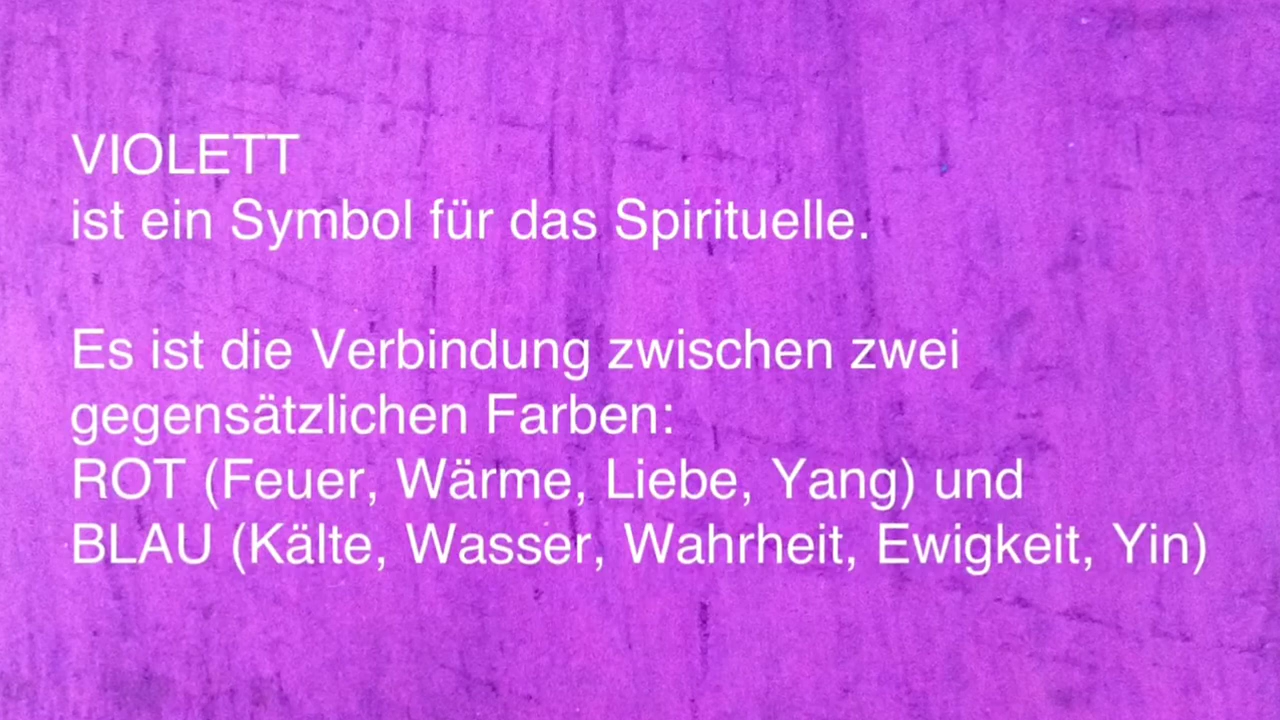 VIOLETT
ist ein Symbol für das Spirituelle.
Es ist die Verbindung zwischen zwei
gegensätzlichen Farben:
ROT (Feuer, Wärme, Liebe, Yang) und
BLAU (Kälte, Wasser, Wahrheit, Ewigkeit, Yin)